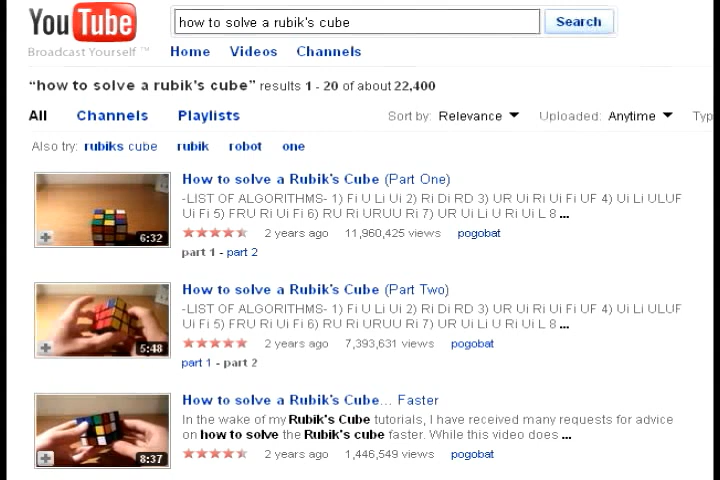 YouTube
how to solve a rubik's cube
Search
Broadcast Yourself ™
Home Videos Channels
“how to solve a rubik's cube” results 1 - 20 of about 22,400
All Channels Playlists Sort by: Relevance Uploaded: Anytime Typ
Also try: rubiks cube rubik robot one
How to solve a Rubik's Cube (Part One)
-LIST OF ALGORITHMS- 1) Fi U Li Ui 2) Ri Di RD 3) UR Ui Ri Ui Fi UF 4) Ui Li ULUF
Ui Fi 5) FRU Ri Ui Fi 6) RU Ri URUU Ri 7) UR Ui Li U Ri Ui L 8 ...
6:32
2 years ago 11,960,425 views pogobat
part 1 - part 2
How to solve a Rubik's Cube (Part Two)
-LIST OF ALGORITHMS- 1) Fi U Li Ui 2) Ri Di RD 3) UR Ui Ri Ui Fi UF 4) Ui Li ULUF
Ui Fi 5) FRU Ri Ui Fi 6) RU Ri URUU Ri 7) UR Ui Li U Ri Ui L 8 ...
5:48
2 years ago 7,393,631 views pogobat
part 1 - part 2
How to solve a Rubik's Cube... Faster
In the wake of my Rubik's Cube tutorials, I have received many requests for advice
on how to solve the Rubik's cube faster. While this video does ...
8:37
2 years ago 1,446,549 views pogobat